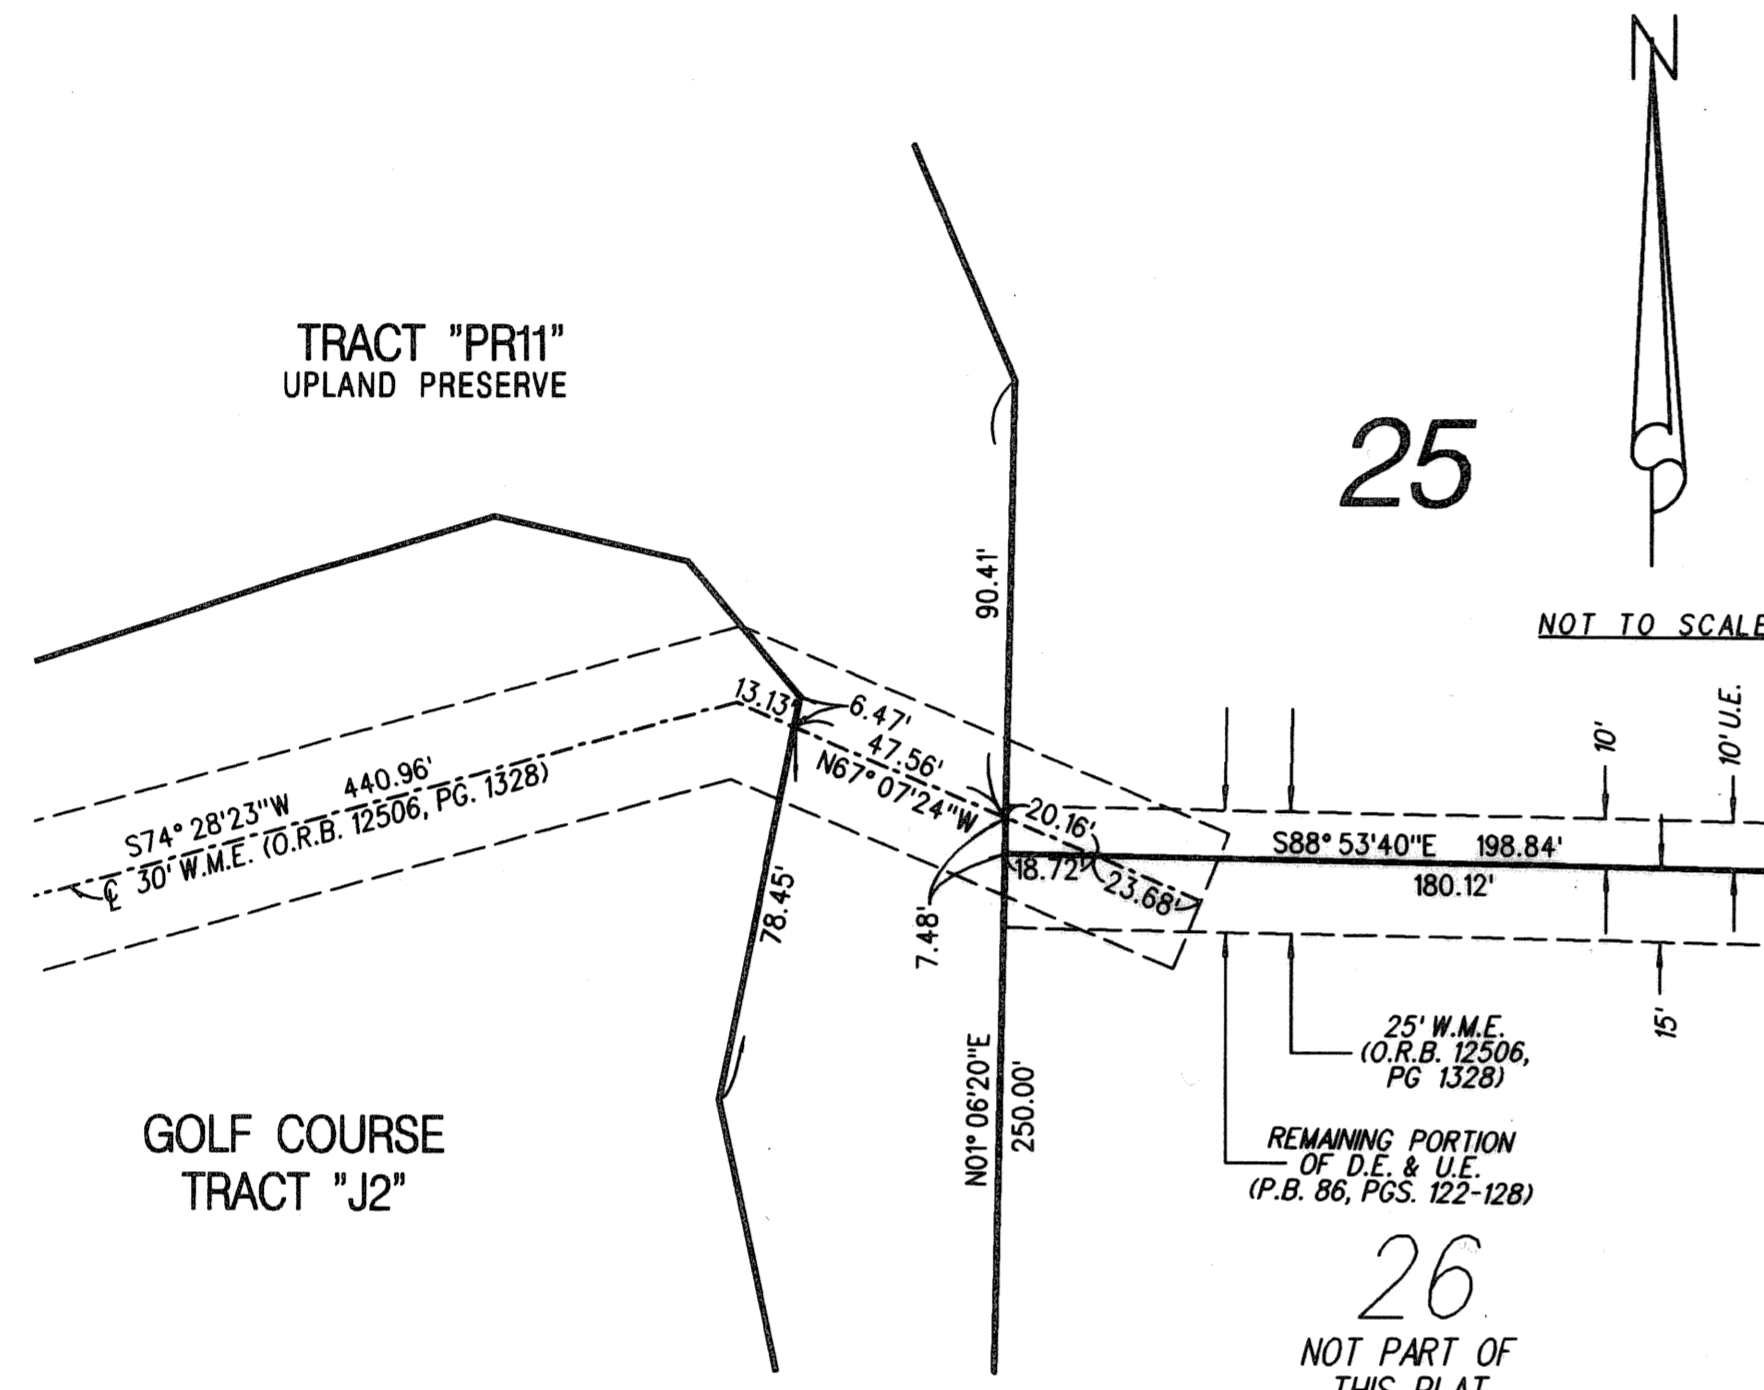 N
TRACT "PR11"
UPLAND PRESERVE
25
90.41'
NOT TO SCALE
13.13'
6.47'
47.56'
N67° 07'24"W
10'
10' U.E.
S74° 28'23"W 440.96'
℄ 30' W.M.E. (O.R.B. 12506, PG. 1328)
20.16'
S88° 53'40"E 198.84'
18.72'
23.68'
180.12'
78.45'
7.48'
15'
N01° 06'20"E
250.00'
25' W.M.E.
(O.R.B. 12506,
PG 1328)
GOLF COURSE
TRACT "J2"
REMAINING PORTION
OF D.E. & U.E.
(P.B. 86, PGS. 122-128)
26
NOT PART OF
THIS PLAT